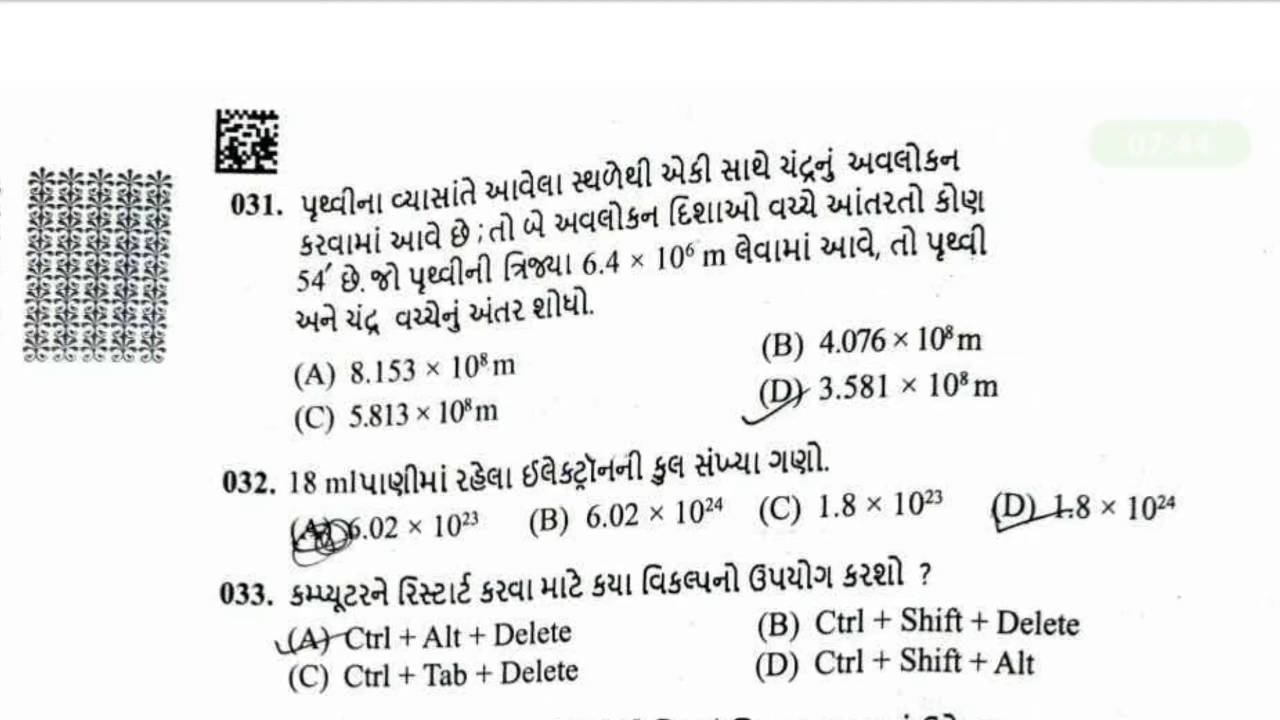 07:44
031. પૃથ્વીના વ્યાસાંતે આવેલા સ્થળેથી એકી સાથે ચંદ્રનું અવલોકન
કરવામાં આવે છે ; તો બે અવલોકન દિશાઓ વચ્ચે આંતરતો કોણ
54′ છે. જો પૃથ્વીની ત્રિજ્યા 6.4 × 10⁶ m લેવામાં આવે, તો પૃથ્વી
અને ચંદ્ર વચ્ચેનું અંતર શોધો.
(A) 8.153 × 10⁸ m (B) 4.076 × 10⁸ m
(C) 5.813 × 10⁸ m (D) 3.581 × 10⁸ m
032. 18 ml પાણીમાં રહેલા ઈલેક્ટ્રૉનની કુલ સંખ્યા ગણો.
(A) 6.02 × 10²³ (B) 6.02 × 10²⁴ (C) 1.8 × 10²³ (D) 1.8 × 10²⁴
033. કમ્પ્યૂટરને રિસ્ટાર્ટ કરવા માટે કયા વિકલ્પનો ઉપયોગ કરશો ?
(A) Ctrl + Alt + Delete (B) Ctrl + Shift + Delete
(C) Ctrl + Tab + Delete (D) Ctrl + Shift + Alt